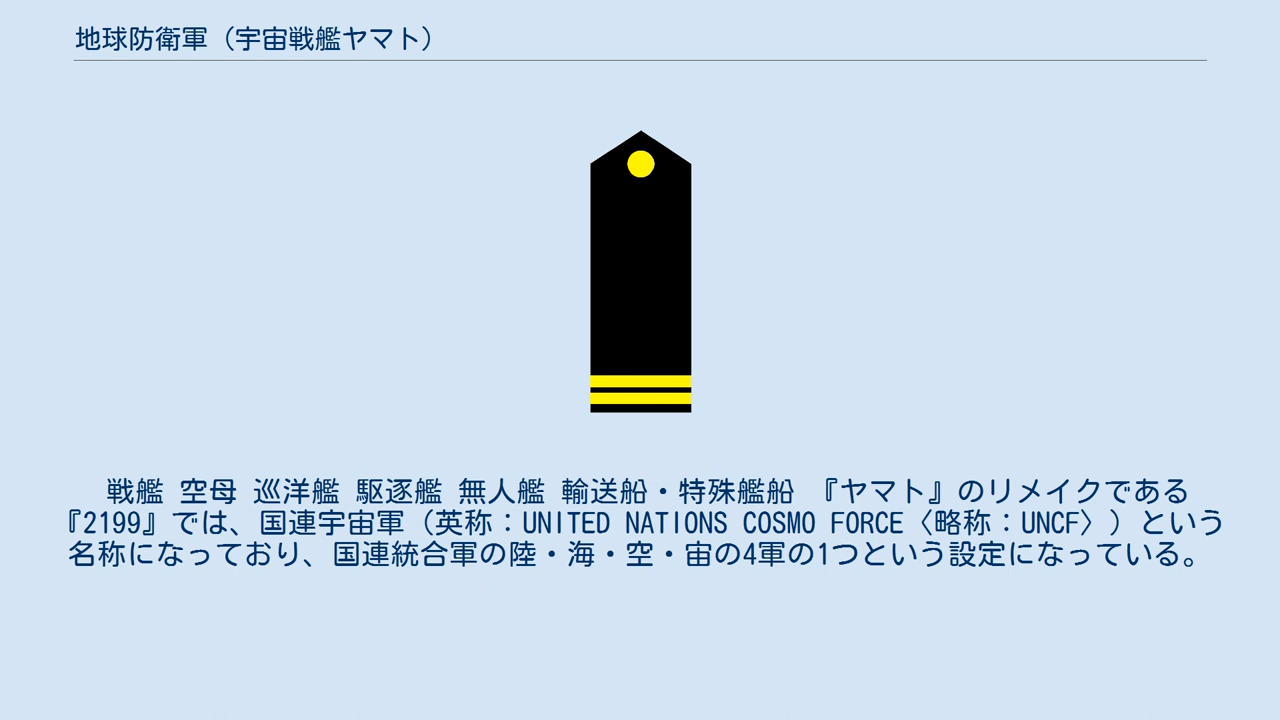 地球防衛軍（宇宙戦艦ヤマト）
戦艦 空母 巡洋艦 駆逐艦 無人艦 輸送船・特殊艦船 『ヤマト』のリメイクである
『2199』では、国連宇宙軍（英称：UNITED NATIONS COSMO FORCE〈略称：UNCF〉）という
名称になっており、国連統合軍の陸・海・空・宙の4軍の1つという設定になっている。